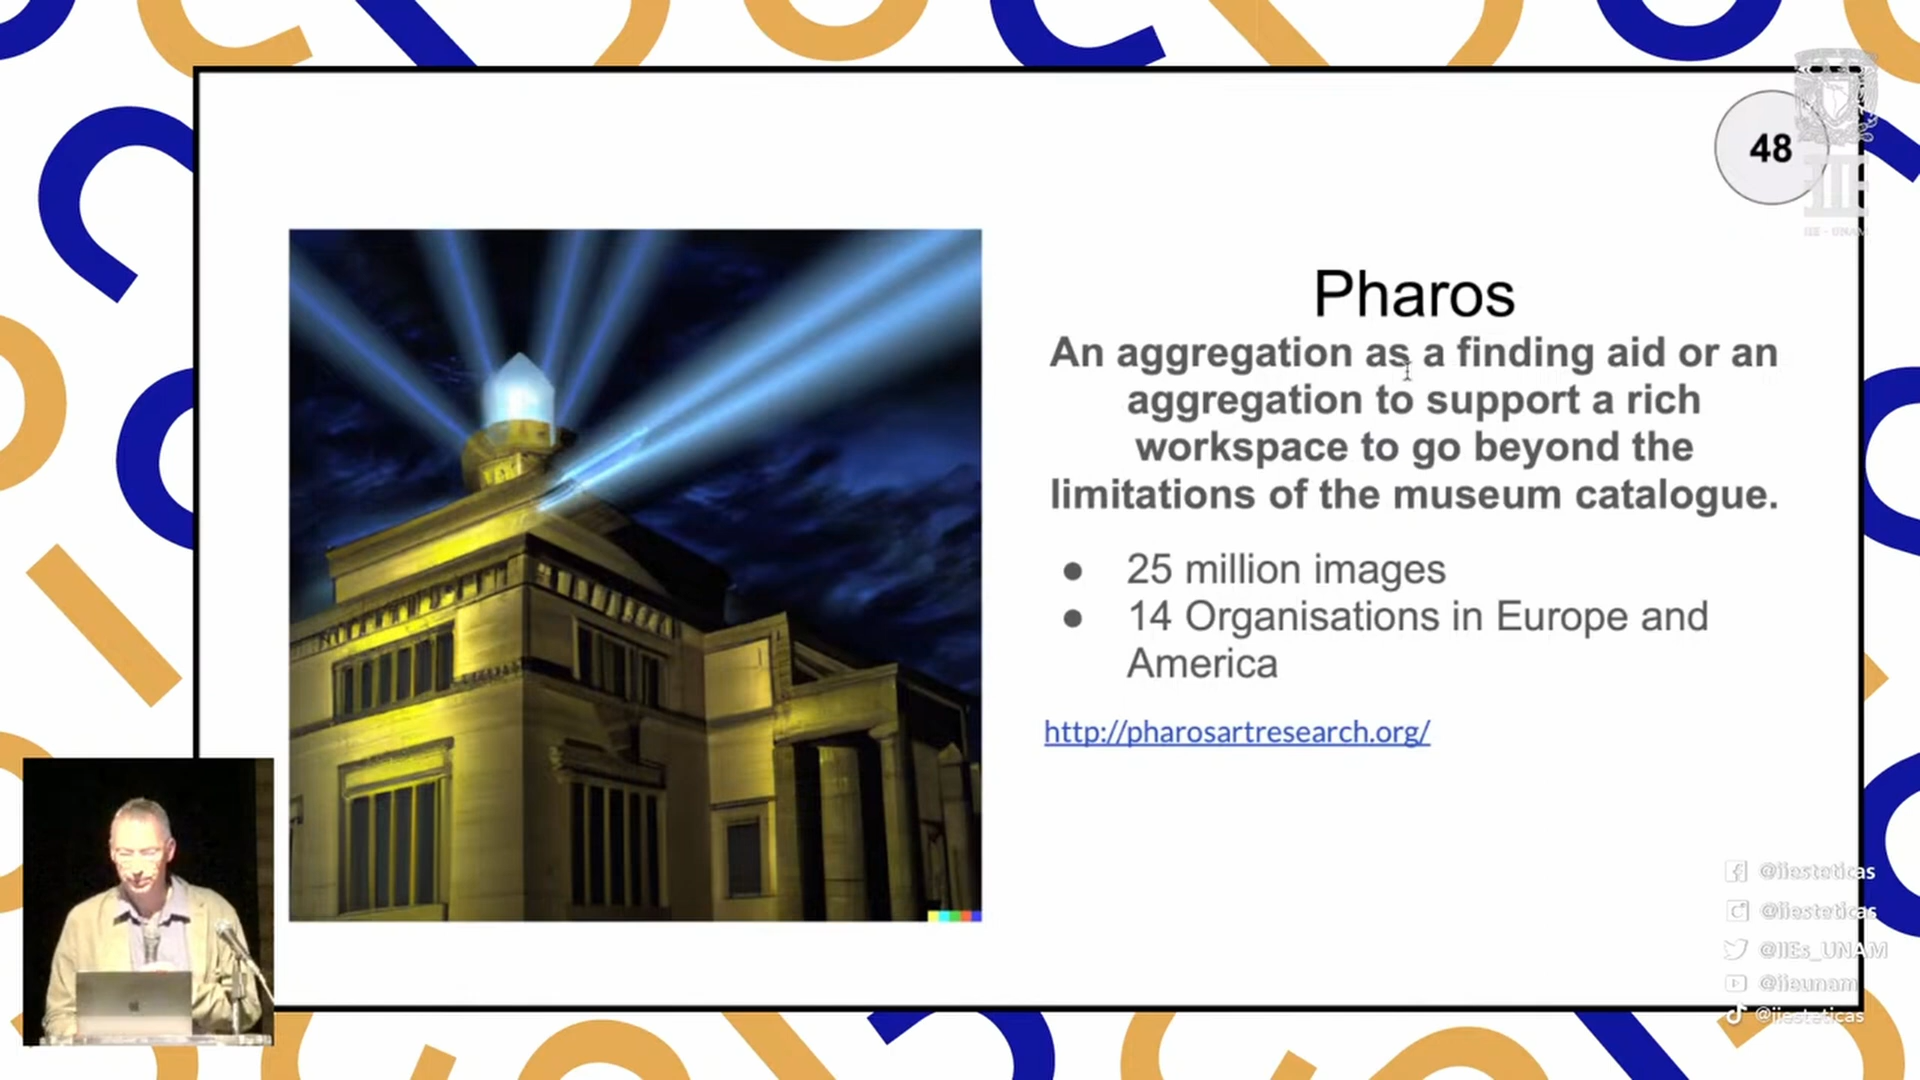 48
IIE - UNAM
Pharos
An aggregation as a finding aid or an
aggregation to support a rich
workspace to go beyond the
limitations of the museum catalogue.
● 25 million images
● 14 Organisations in Europe and
America
http://pharosartresearch.org/
@iiesteticas
@iiesteticas
@IIEs_UNAM
@iieunam
@iiesteticas